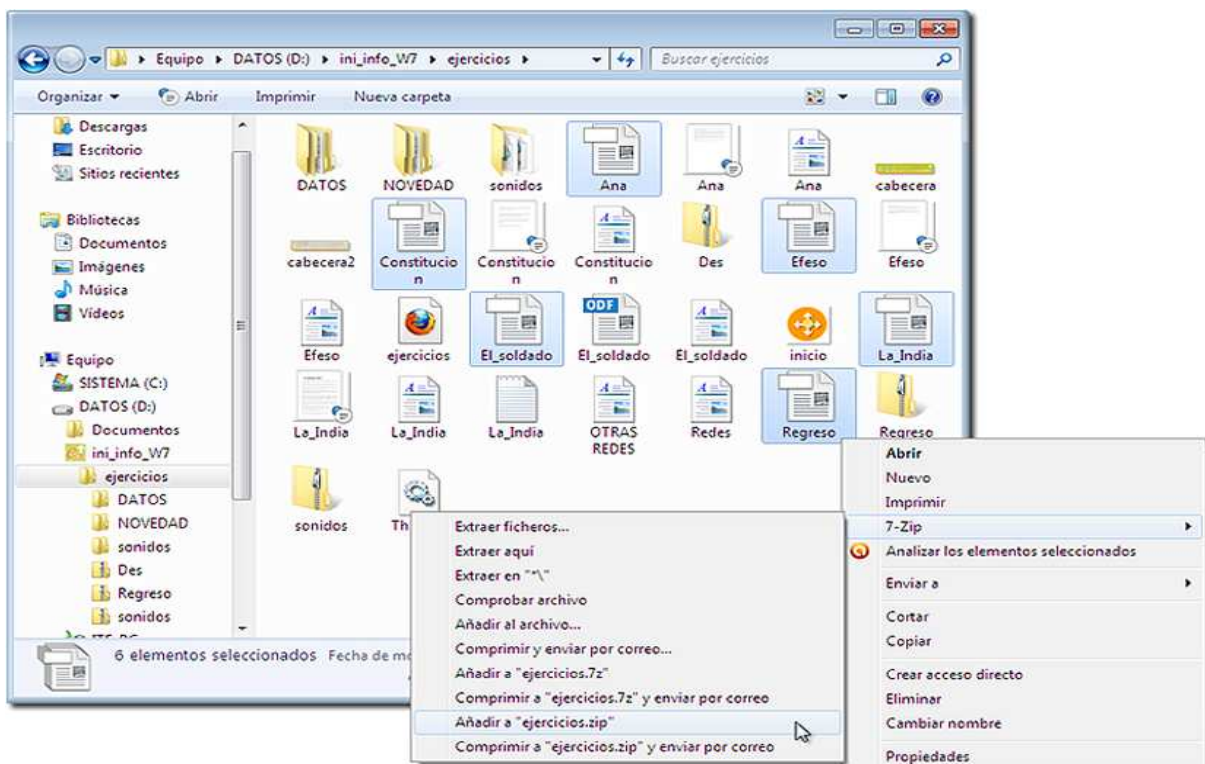 Equipo ▸ DATOS (D:) ▸ ini_info_W7 ▸ ejercicios ▸
Buscar ejercicios
Organizar
Abrir
Imprimir
Nueva carpeta
Descargas
Escritorio
Sitios recientes
Bibliotecas
Documentos
Imágenes
Música
Vídeos
Equipo
SISTEMA (C:)
DATOS (D:)
Documentos
ini_info_W7
ejercicios
DATOS
NOVEDAD
sonidos
Des
Regreso
sonidos
DATOS
NOVEDAD
sonidos
Ana
Ana
Ana
cabecera
cabecera2
Constitucio
n
Constitucio
n
Constitucio
n
Des
Efeso
Efeso
Efeso
ejercicios
El_soldado
ODF
El_soldado
El_soldado
inicio
La_India
La_India
La_India
La_India
OTRAS
REDES
Redes
Regreso
Regreso
sonidos
Th
6 elementos seleccionados
Fecha de mo
Abrir
Nuevo
Imprimir
7-Zip
Analizar los elementos seleccionados
Enviar a
Cortar
Copiar
Crear acceso directo
Eliminar
Cambiar nombre
Propiedades
Extraer ficheros...
Extraer aquí
Extraer en "*\"
Comprobar archivo
Añadir al archivo...
Comprimir y enviar por correo...
Añadir a "ejercicios.7z"
Comprimir a "ejercicios.7z" y enviar por correo
Añadir a "ejercicios.zip"
Comprimir a "ejercicios.zip" y enviar por correo